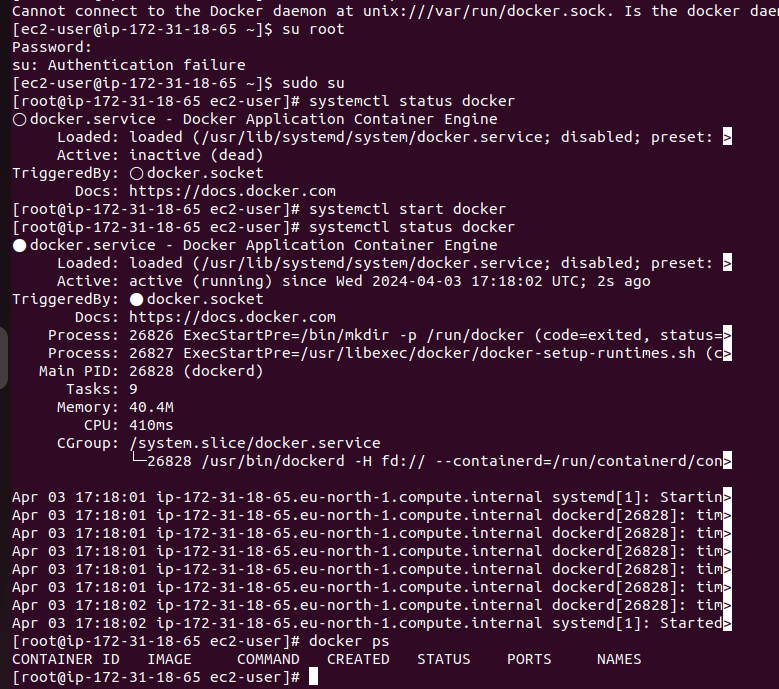 Cannot connect to the Docker daemon at unix:///var/run/docker.sock. Is the docker dae
[ec2-user@ip-172-31-18-65 ~]$ su root
Password:
su: Authentication failure
[ec2-user@ip-172-31-18-65 ~]$ sudo su
[root@ip-172-31-18-65 ec2-user]# systemctl status docker
○ docker.service - Docker Application Container Engine
     Loaded: loaded (/usr/lib/systemd/system/docker.service; disabled; preset: >
     Active: inactive (dead)
TriggeredBy: ○ docker.socket
       Docs: https://docs.docker.com
[root@ip-172-31-18-65 ec2-user]# systemctl start docker
[root@ip-172-31-18-65 ec2-user]# systemctl status docker
● docker.service - Docker Application Container Engine
     Loaded: loaded (/usr/lib/systemd/system/docker.service; disabled; preset: >
     Active: active (running) since Wed 2024-04-03 17:18:02 UTC; 2s ago
TriggeredBy: ● docker.socket
       Docs: https://docs.docker.com
    Process: 26826 ExecStartPre=/bin/mkdir -p /run/docker (code=exited, status=>
    Process: 26827 ExecStartPre=/usr/libexec/docker/docker-setup-runtimes.sh (c>
   Main PID: 26828 (dockerd)
      Tasks: 9
     Memory: 40.4M
        CPU: 410ms
     CGroup: /system.slice/docker.service
             └─26828 /usr/bin/dockerd -H fd:// --containerd=/run/containerd/con>
Apr 03 17:18:01 ip-172-31-18-65.eu-north-1.compute.internal systemd[1]: Startin>
Apr 03 17:18:01 ip-172-31-18-65.eu-north-1.compute.internal dockerd[26828]: tim>
Apr 03 17:18:01 ip-172-31-18-65.eu-north-1.compute.internal dockerd[26828]: tim>
Apr 03 17:18:01 ip-172-31-18-65.eu-north-1.compute.internal dockerd[26828]: tim>
Apr 03 17:18:01 ip-172-31-18-65.eu-north-1.compute.internal dockerd[26828]: tim>
Apr 03 17:18:01 ip-172-31-18-65.eu-north-1.compute.internal dockerd[26828]: tim>
Apr 03 17:18:02 ip-172-31-18-65.eu-north-1.compute.internal dockerd[26828]: tim>
Apr 03 17:18:02 ip-172-31-18-65.eu-north-1.compute.internal systemd[1]: Started>
[root@ip-172-31-18-65 ec2-user]# docker ps
CONTAINER ID   IMAGE     COMMAND   CREATED   STATUS    PORTS     NAMES
[root@ip-172-31-18-65 ec2-user]#